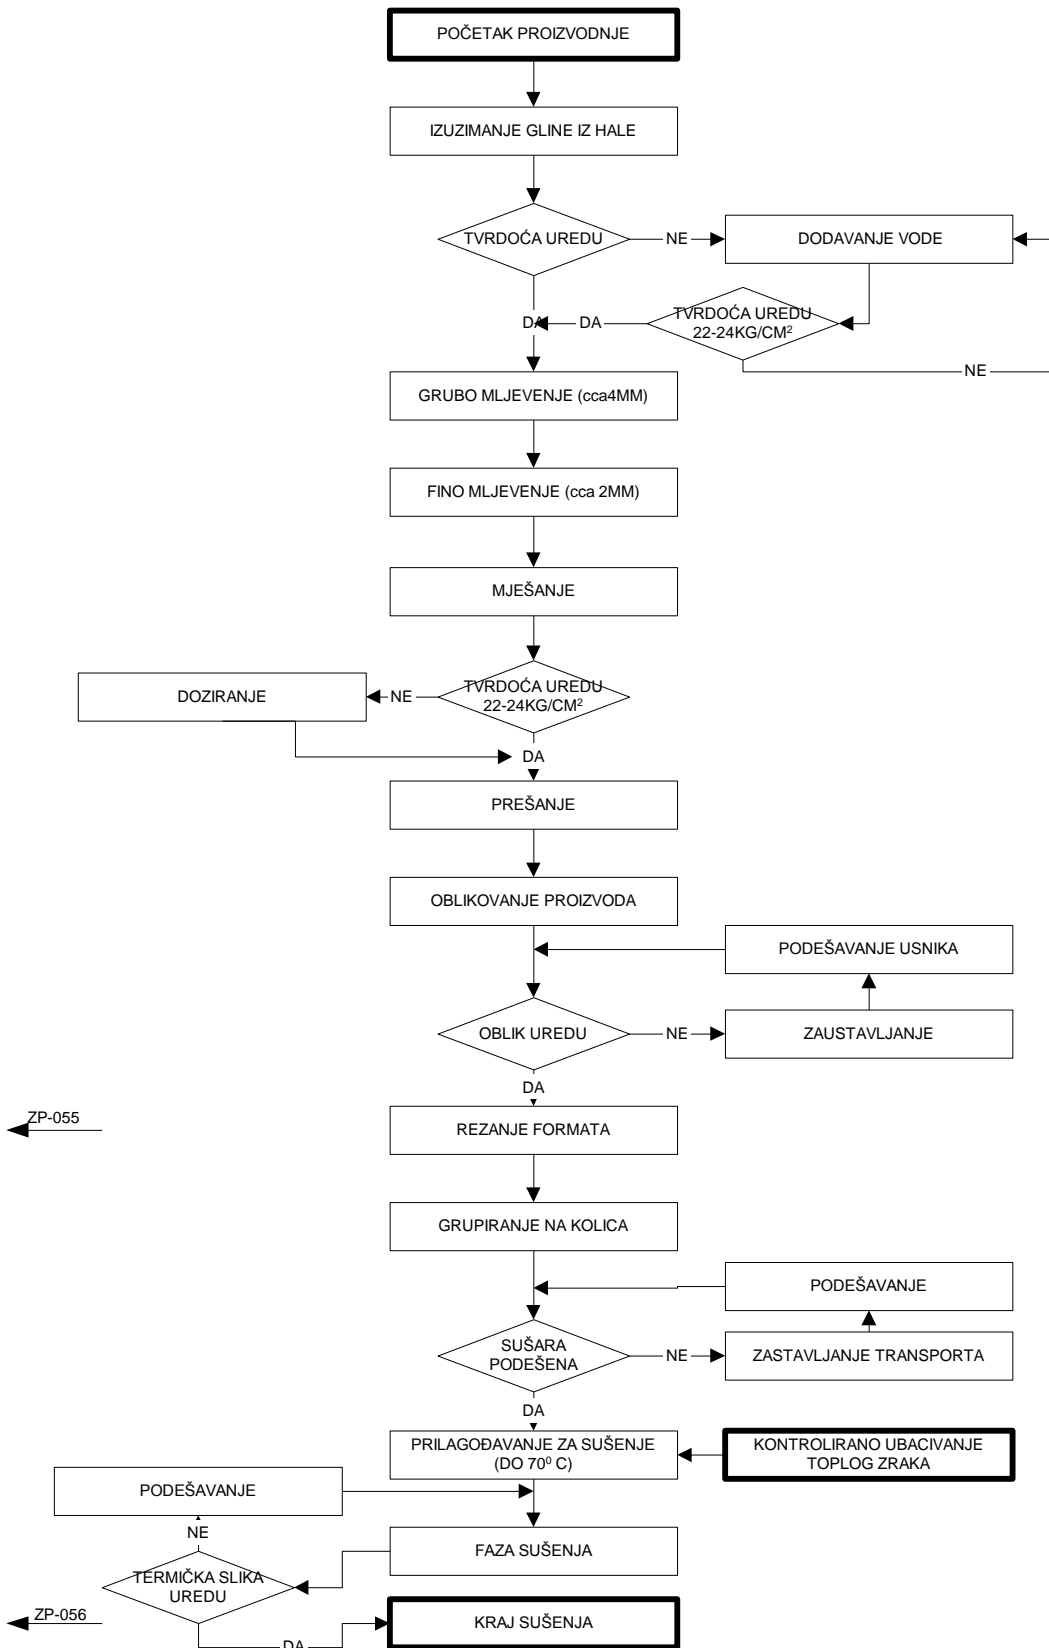 POČETAK PROIZVODNJE
IZUZIMANJE GLINE IZ HALE
TVRDOĆA UREDU
NE
DODAVANJE VODE
DA
DA
TVRDOĆA UREDU
22-24KG/CM²
NE
GRUBO MLJEVENJE (cca4MM)
FINO MLJEVENJE (cca 2MM)
MJEŠANJE
DOZIRANJE
NE
TVRDOĆA UREDU
22-24KG/CM²
DA
PREŠANJE
OBLIKOVANJE PROIZVODA
PODEŠAVANJE USNIKA
OBLIK UREDU
NE
ZAUSTAVLJANJE
DA
ZP-055
REZANJE FORMATA
GRUPIRANJE NA KOLICA
PODEŠAVANJE
SUŠARA
PODEŠENA
NE
ZASTAVLJANJE TRANSPORTA
DA
PRILAGOĐAVANJE ZA SUŠENJE
(DO 70⁰ C)
KONTROLIRANO UBACIVANJE
TOPLOG ZRAKA
PODEŠAVANJE
NE
FAZA SUŠENJA
TERMIČKA SLIKA
UREDU
ZP-056
KRAJ SUŠENJA
DA